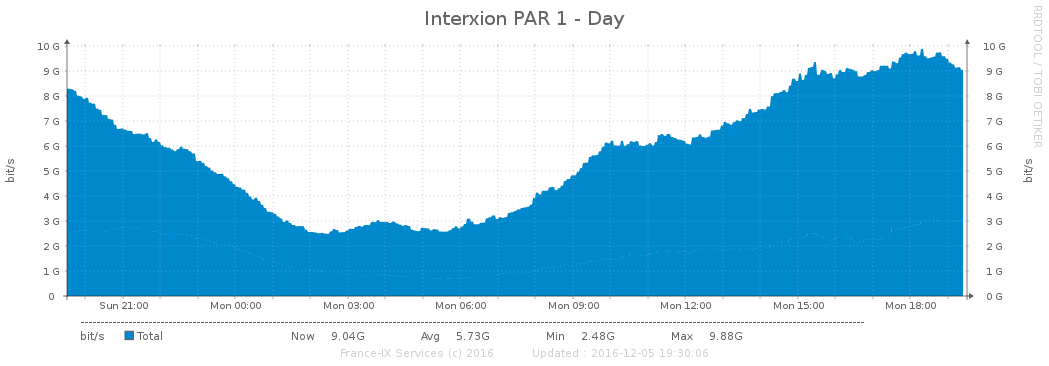 Interxion PAR 1 - Day
RRDTOOL / TOBI OETIKER
10 G 10 G
9 G 9 G
8 G 8 G
7 G 7 G
6 G 6 G
5 G 5 G
4 G 4 G
3 G 3 G
2 G 2 G
1 G 1 G
0 0 G
bit/s
bit/s
Sun 21:00 Mon 00:00 Mon 03:00 Mon 06:00 Mon 09:00 Mon 12:00 Mon 15:00 Mon 18:00
bit/s Total Now 9.04G Avg 5.73G Min 2.48G Max 9.88G
France-IX Services (c) 2016 Updated : 2016-12-05 19:30:06